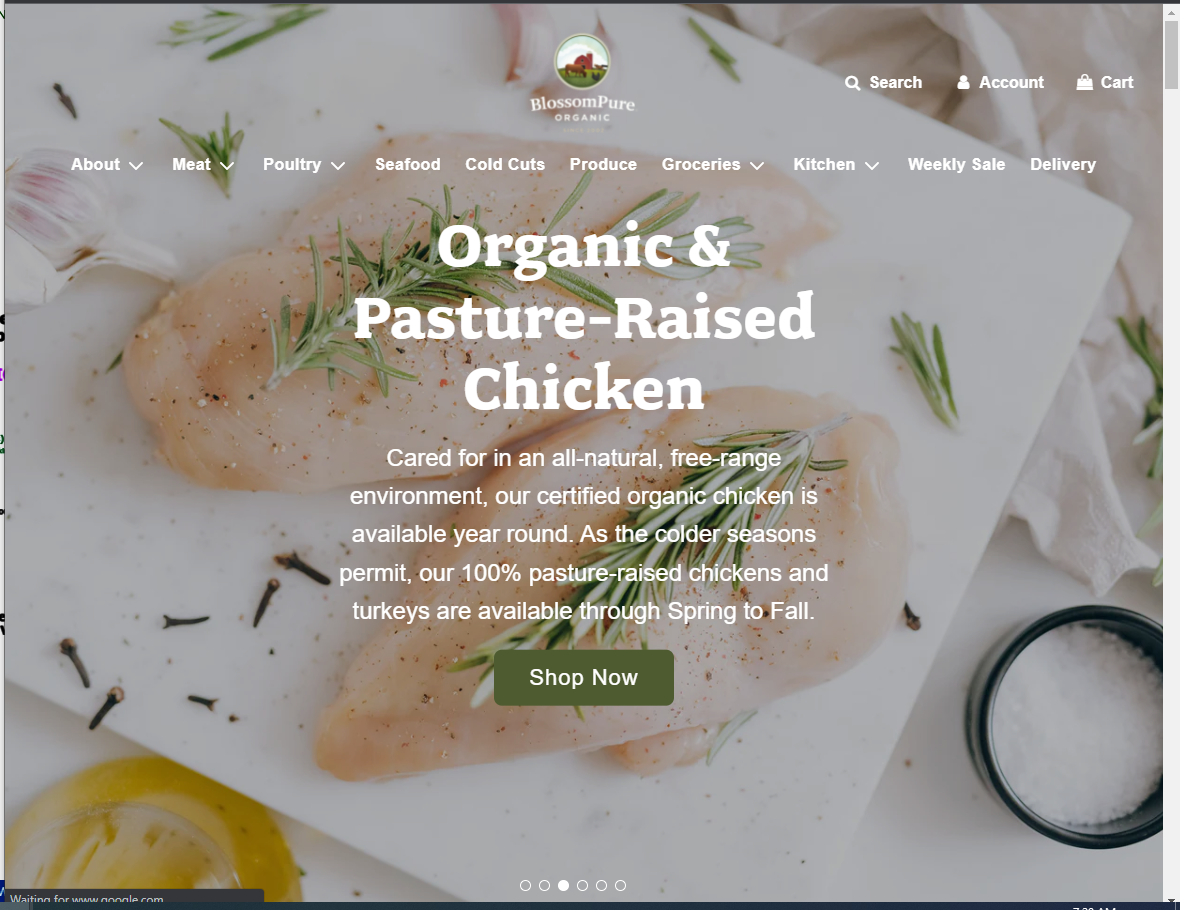 BlossomPure
ORGANIC
Search Account Cart
About Meat Poultry Seafood Cold Cuts Produce Groceries Kitchen Weekly Sale Delivery
Organic &
Pasture-Raised
Chicken
Cared for in an all-natural, free-range
environment, our certified organic chicken is
available year round. As the colder seasons
permit, our 100% pasture-raised chickens and
turkeys are available through Spring to Fall.
Shop Now
Waiting for www.google.com